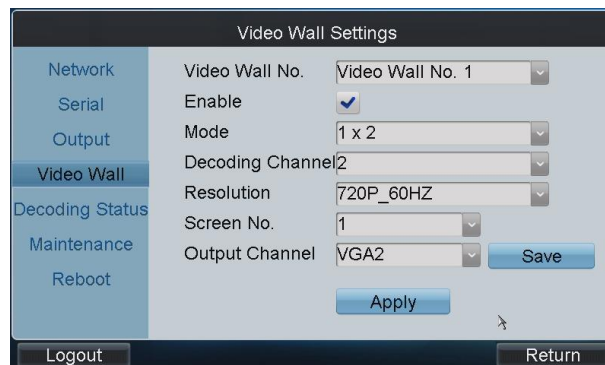 Video Wall Settings
Network
Serial
Output
Video Wall
Decoding Status
Maintenance
Reboot
Video Wall No. Video Wall No. 1
Enable
Mode 1 x 2
Decoding Channel 2
Resolution 720P_60HZ
Screen No. 1
Output Channel VGA2 Save
Apply
Logout Return